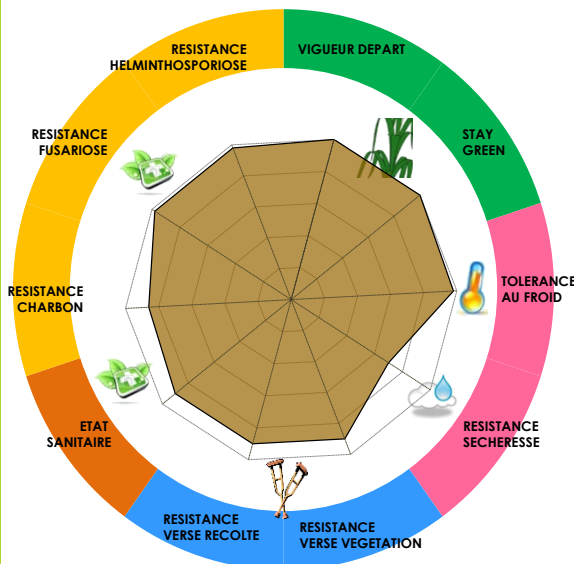 RESISTANCE
HELMINTHOSPORIOSE
VIGUEUR DEPART
STAY
GREEN
TOLERANCE
AU FROID
RESISTANCE
SECHERESSE
RESISTANCE
VERSE VEGETATION
RESISTANCE
VERSE RECOLTE
ETAT
SANITAIRE
RESISTANCE
CHARBON
RESISTANCE
FUSARIOSE